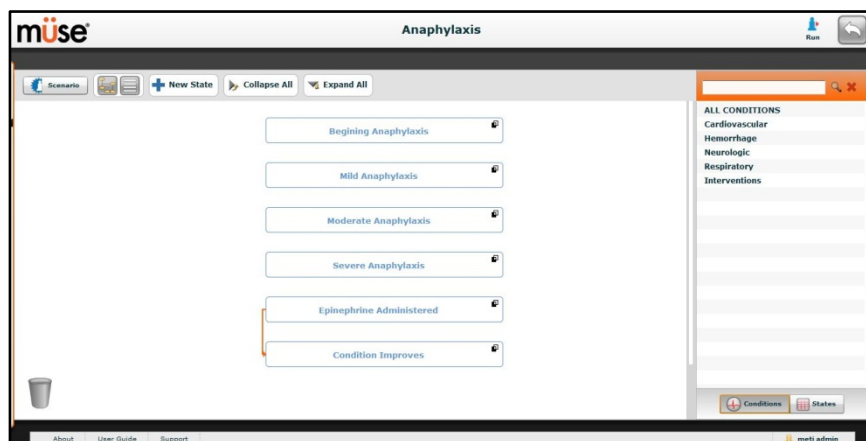 müse®
Anaphylaxis
Run
Scenario
New State
Collapse All
Expand All
Begining Anaphylaxis
Mild Anaphylaxis
Moderate Anaphylaxis
Severe Anaphylaxis
Epinephrine Administered
Condition Improves
ALL CONDITIONS
Cardiovascular
Hemorrhage
Neurologic
Respiratory
Interventions
Conditions
States
About
User Guide
Support
meti admin